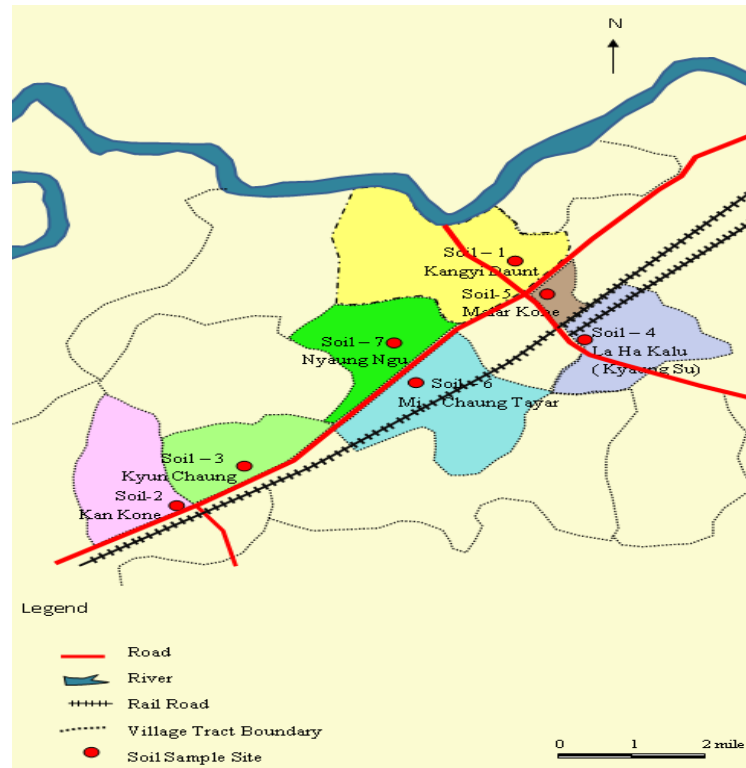 N
Soil – 1
Kangyi Daunt
Soil-5
Malar Kone
Soil – 4
La Ha Kalu
( Kyaung Su)
Soil – 7
Nyaung Ngu
Soil – 6
Chaung Tayar
Soil – 3
Kyun Chaung
Soil-2
Kan Kone
Legend
Road
River
Rail Road
Village Tract Boundary
Soil Sample Site
0 1 2 mile